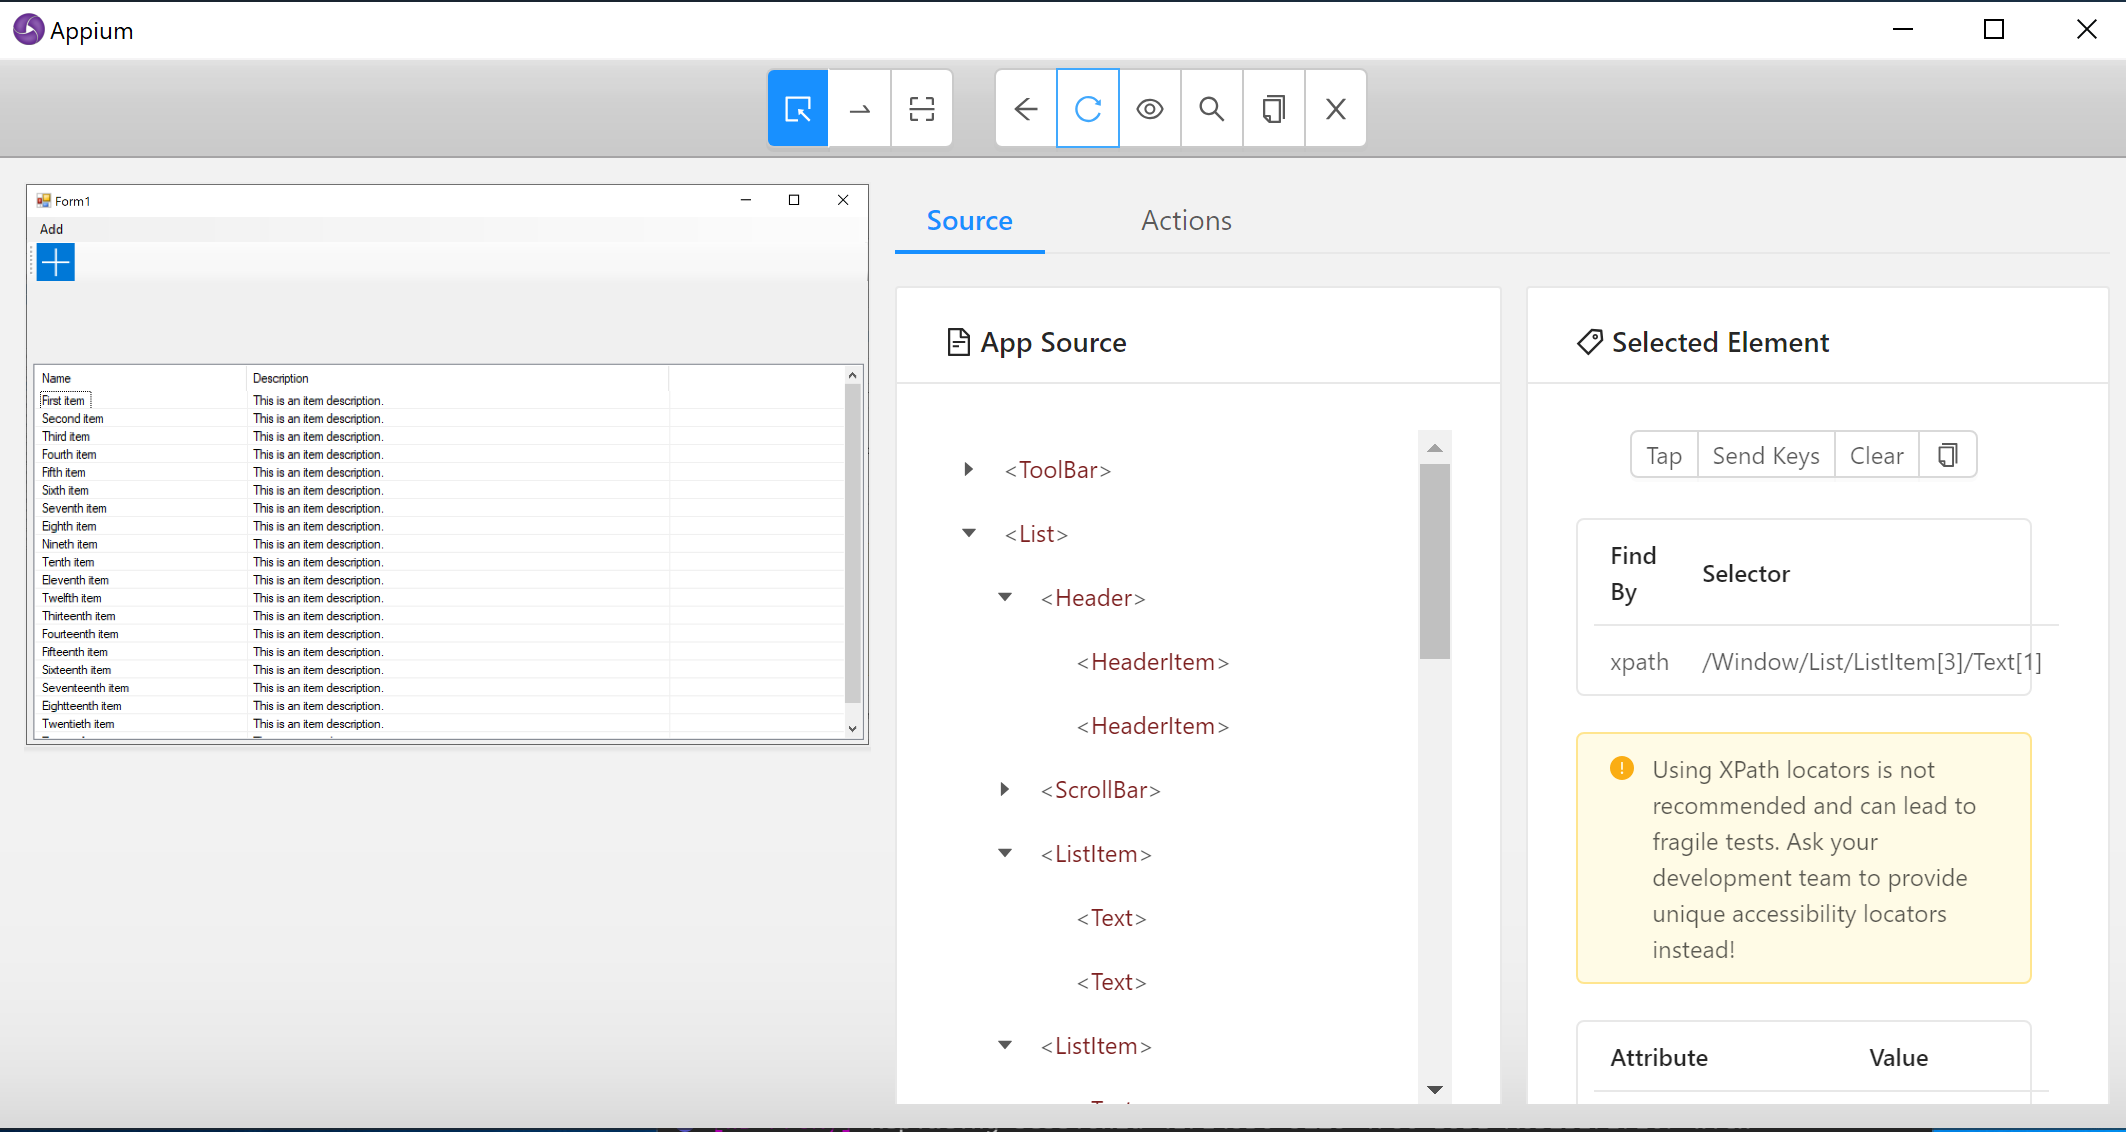 Appium
Form1
Add
Name Description
First item This is an item description.
Second item This is an item description.
Third item This is an item description.
Fourth item This is an item description.
Fifth item This is an item description.
Sixth item This is an item description.
Seventh item This is an item description.
Eighth item This is an item description.
Nineth item This is an item description.
Tenth item This is an item description.
Eleventh item This is an item description.
Twelfth item This is an item description.
Thirteenth item This is an item description.
Fourteenth item This is an item description.
Fifteenth item This is an item description.
Sixteenth item This is an item description.
Seventeenth item This is an item description.
Eightteenth item This is an item description.
Twentieth item This is an item description.
Source Actions
App Source
<ToolBar>
<List>
<Header>
<HeaderItem>
<HeaderItem>
<ScrollBar>
<ListItem>
<Text>
<Text>
<ListItem>
Selected Element
Tap Send Keys Clear
Find
By
Selector
xpath /Window/List/ListItem[3]/Text[1]
Using XPath locators is not
recommended and can lead to
fragile tests. Ask your
development team to provide
unique accessibility locators
instead!
Attribute Value